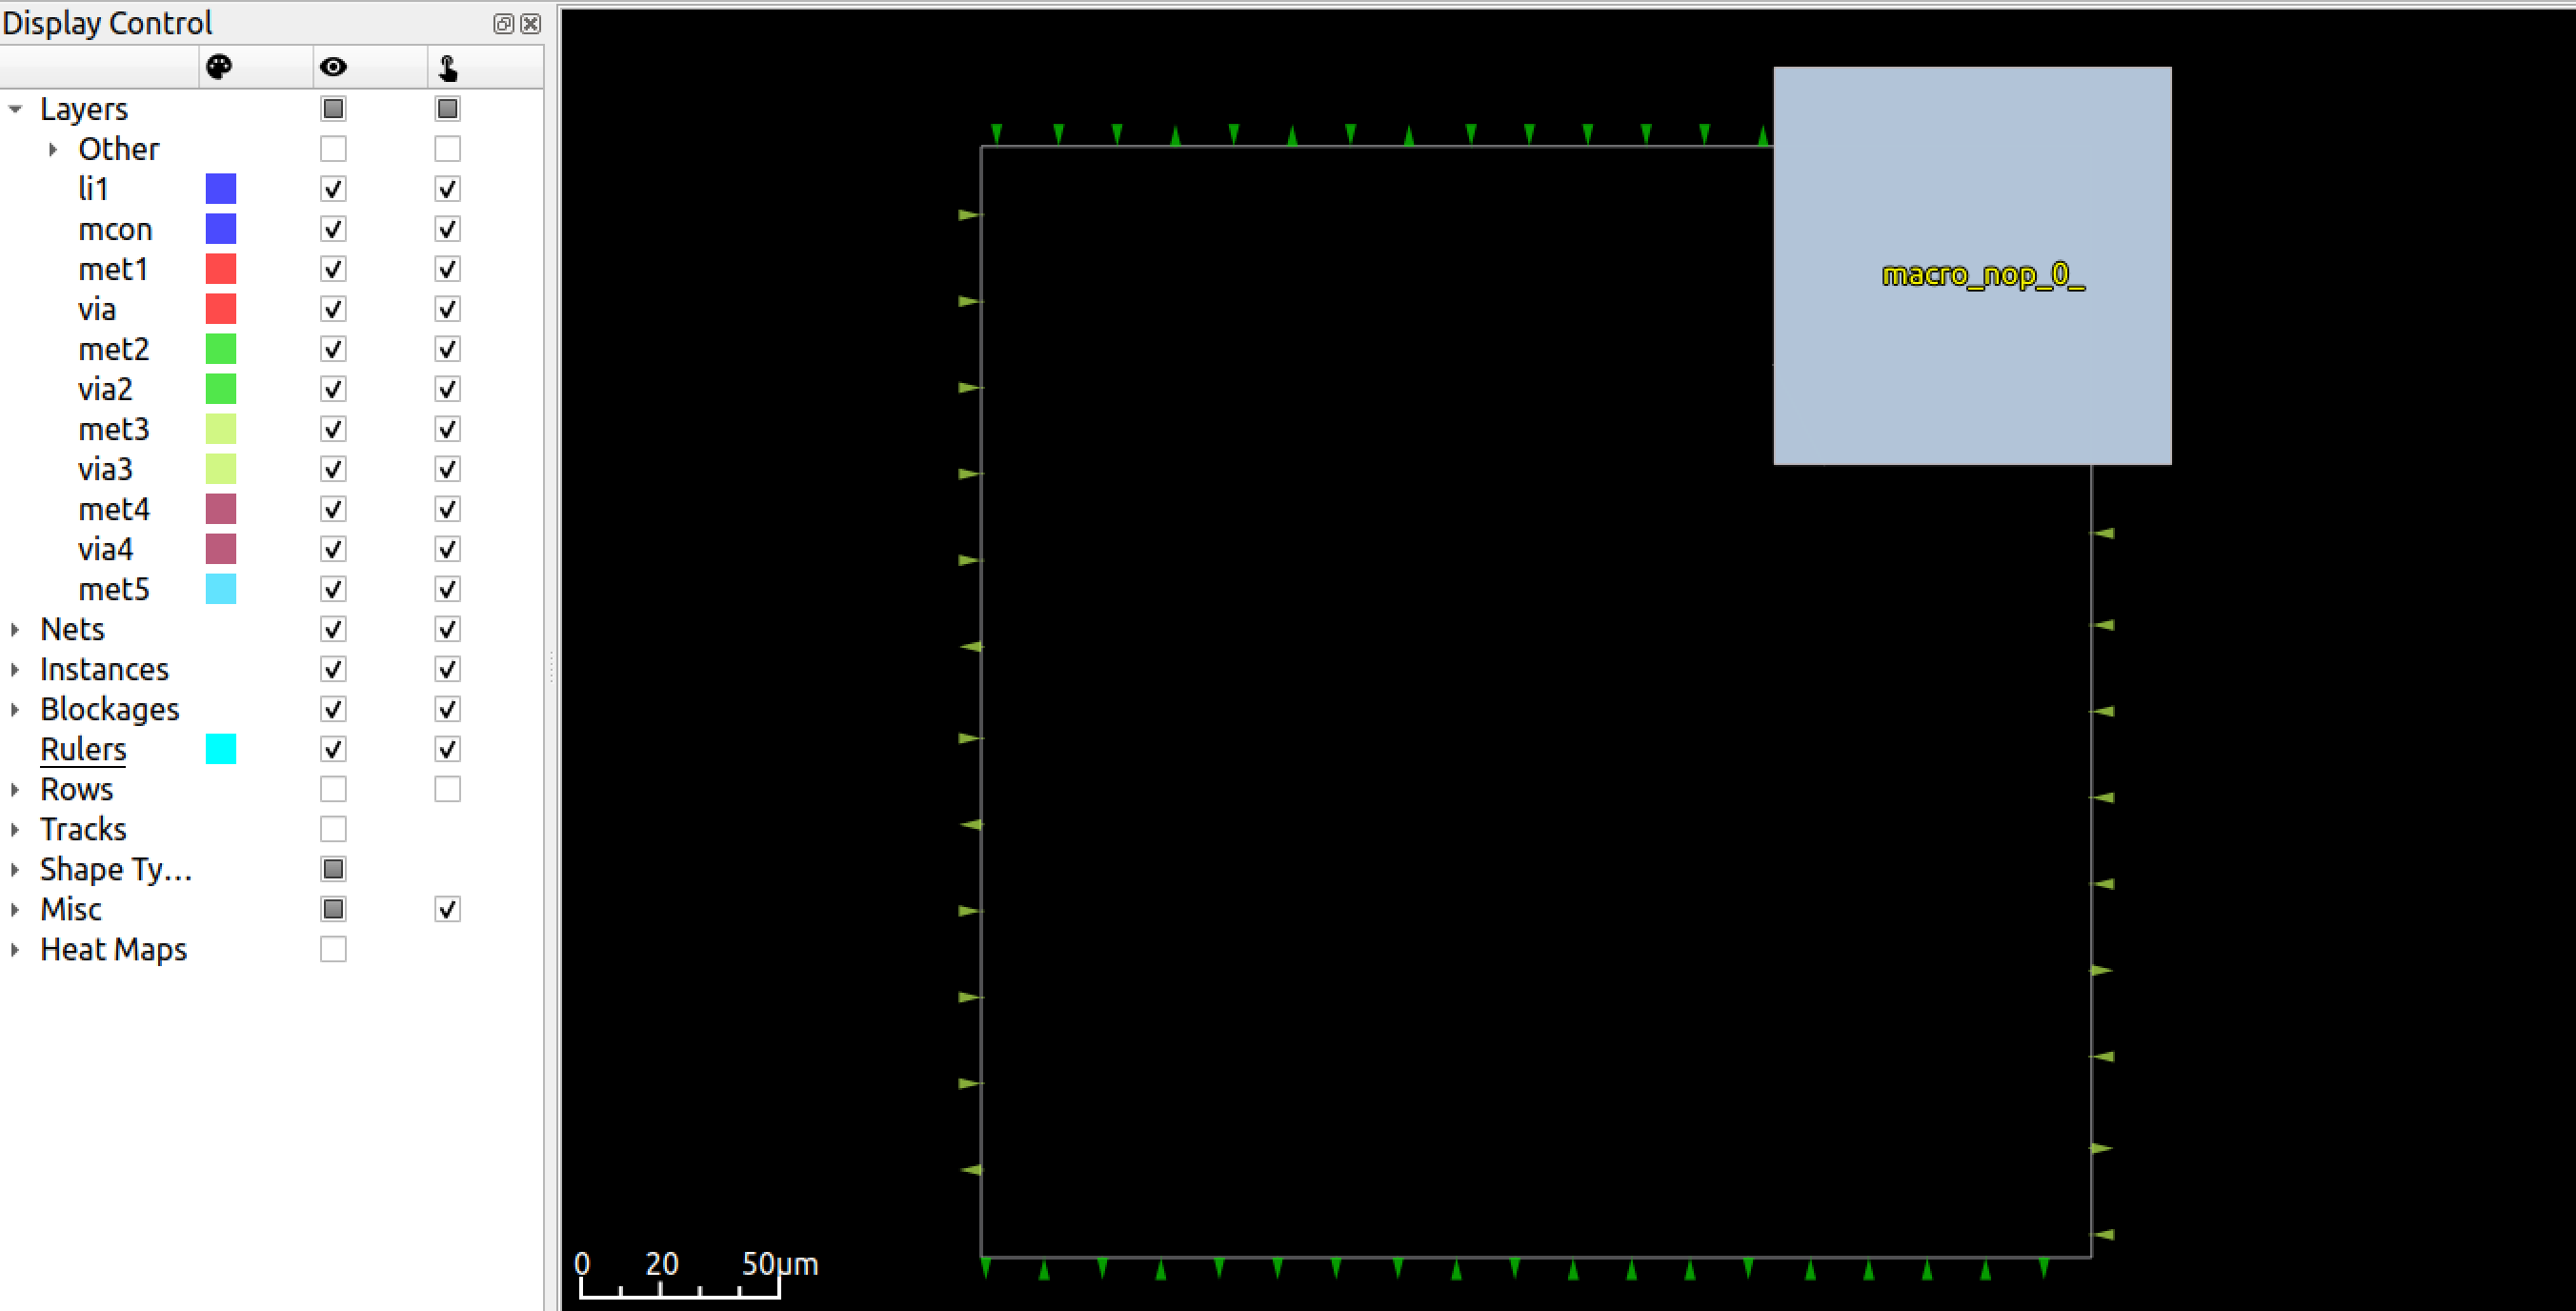 Display Control
Layers
Other
li1
mcon
met1
via
met2
via2
met3
via3
met4
via4
met5
Nets
Instances
Blockages
Rulers
Rows
Tracks
Shape Ty...
Misc
Heat Maps
macro_nop_0_
0 20 50μm